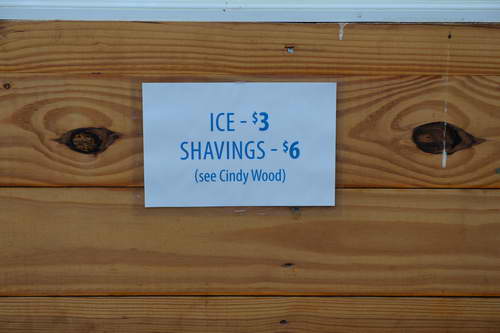 ICE - $3
SHAVINGS - $6
(see Cindy Wood)